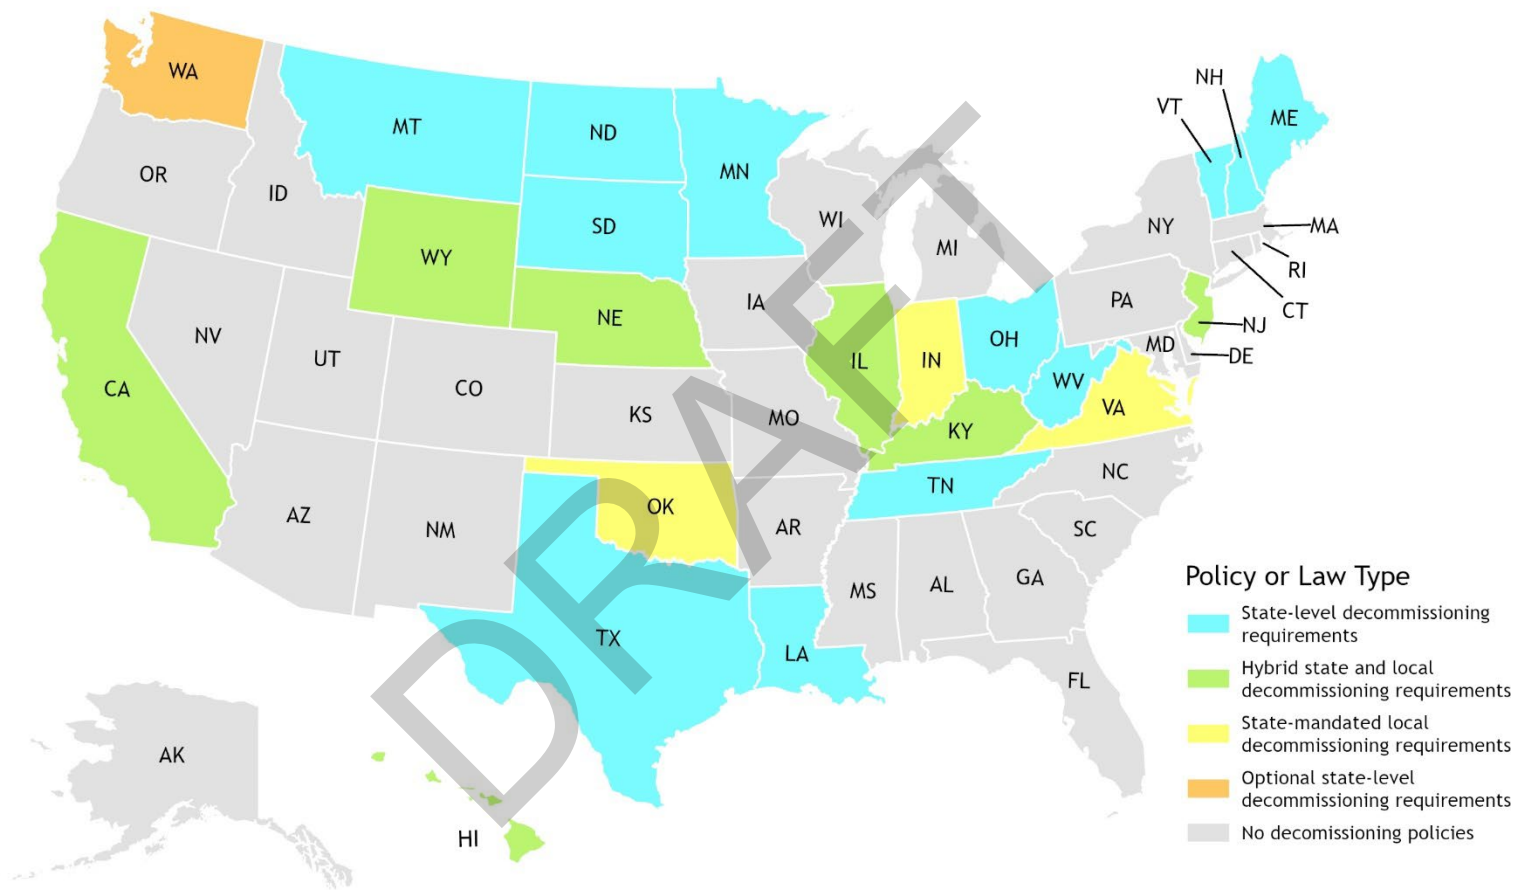 NH
WA
VT
ME
MT
ND
MN
OR
SD
ID
WI
NY
MA
MI
WY
RI
IA
PA
CT
NE
NJ
NV
OH
MD
DE
UT
IL
IN
CO
WV
CA
KS
MO
VA
KY
NC
TN
OK
AZ
NM
AR
SC
MS
AL
GA
TX
LA
FL
AK
HI
DRAFT
Policy or Law Type
State-level decommissioning
requirements
Hybrid state and local
decommissioning requirements
State-mandated local
decommissioning requirements
Optional state-level
decommissioning requirements
No decomissioning policies